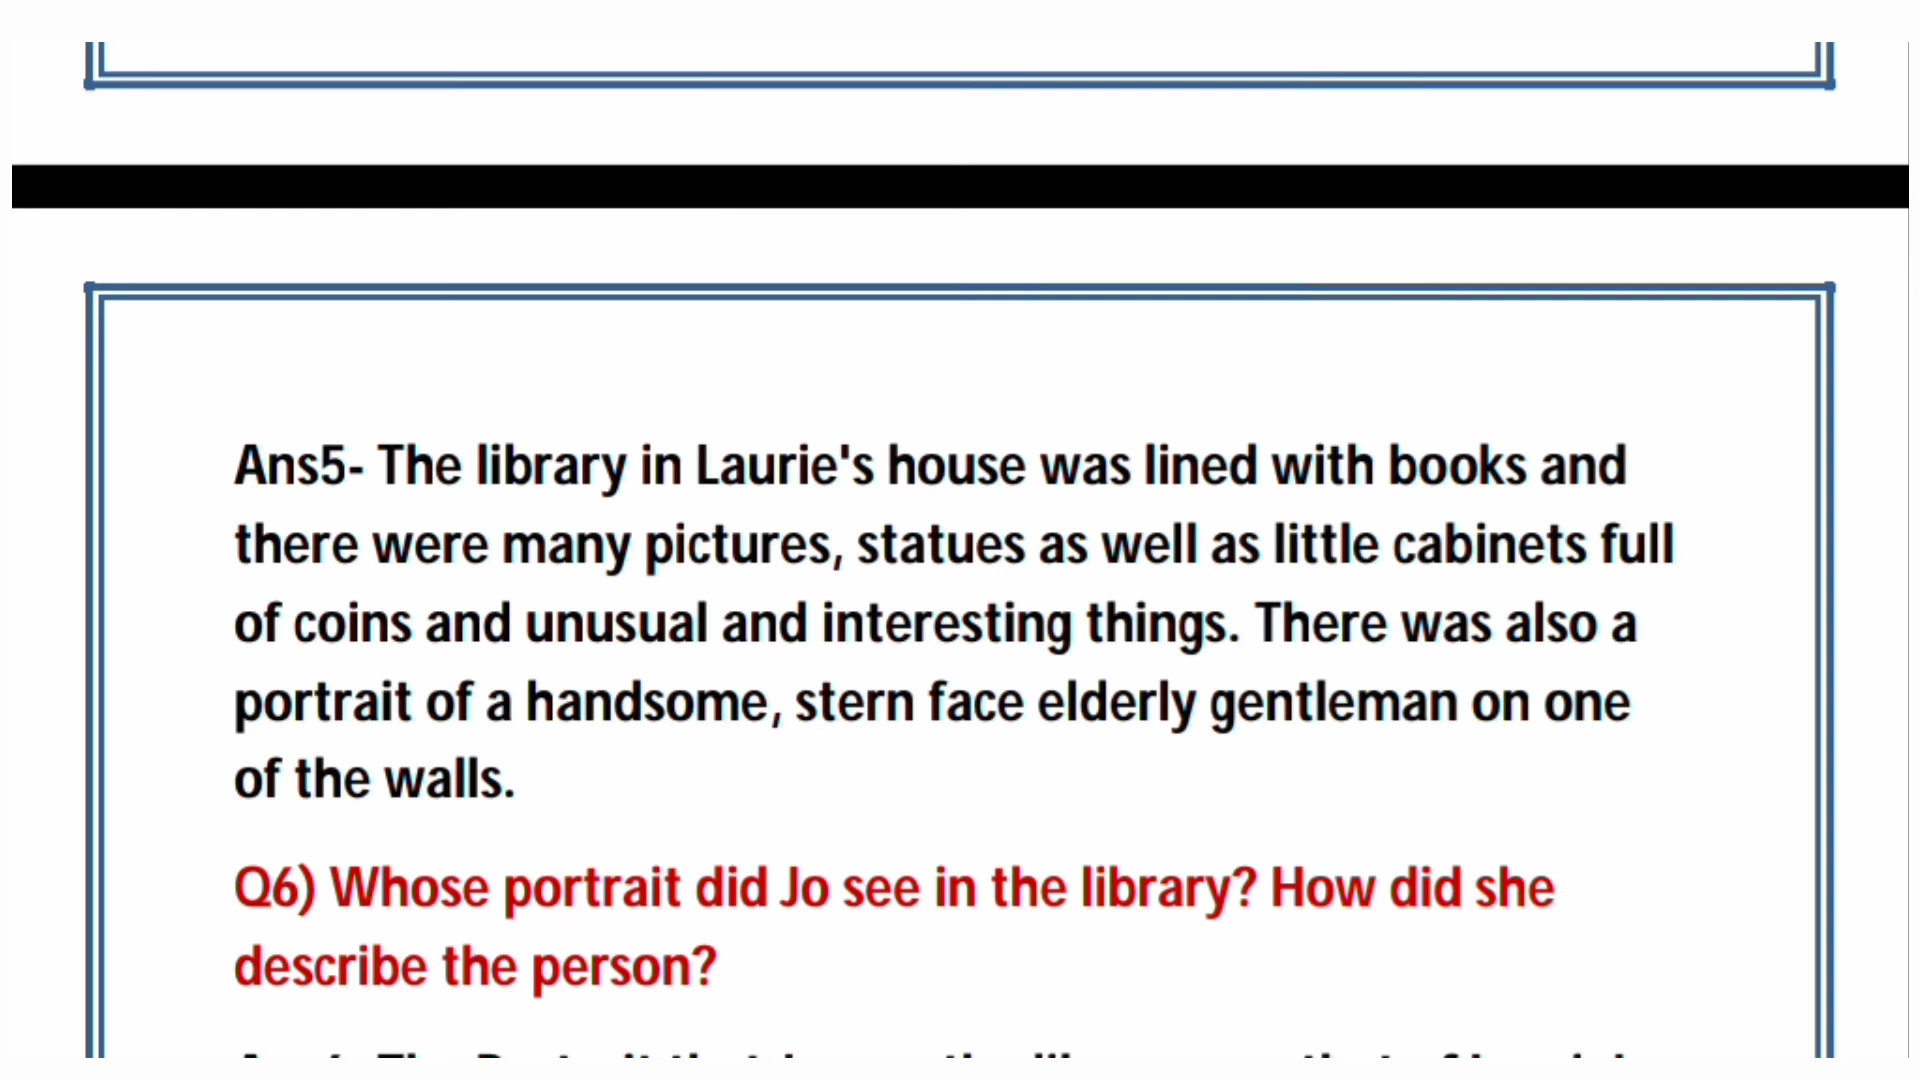 Ans5- The library in Laurie's house was lined with books and
there were many pictures, statues as well as little cabinets full
of coins and unusual and interesting things. There was also a
portrait of a handsome, stern face elderly gentleman on one
of the walls.
Q6) Whose portrait did Jo see in the library? How did she
describe the person?